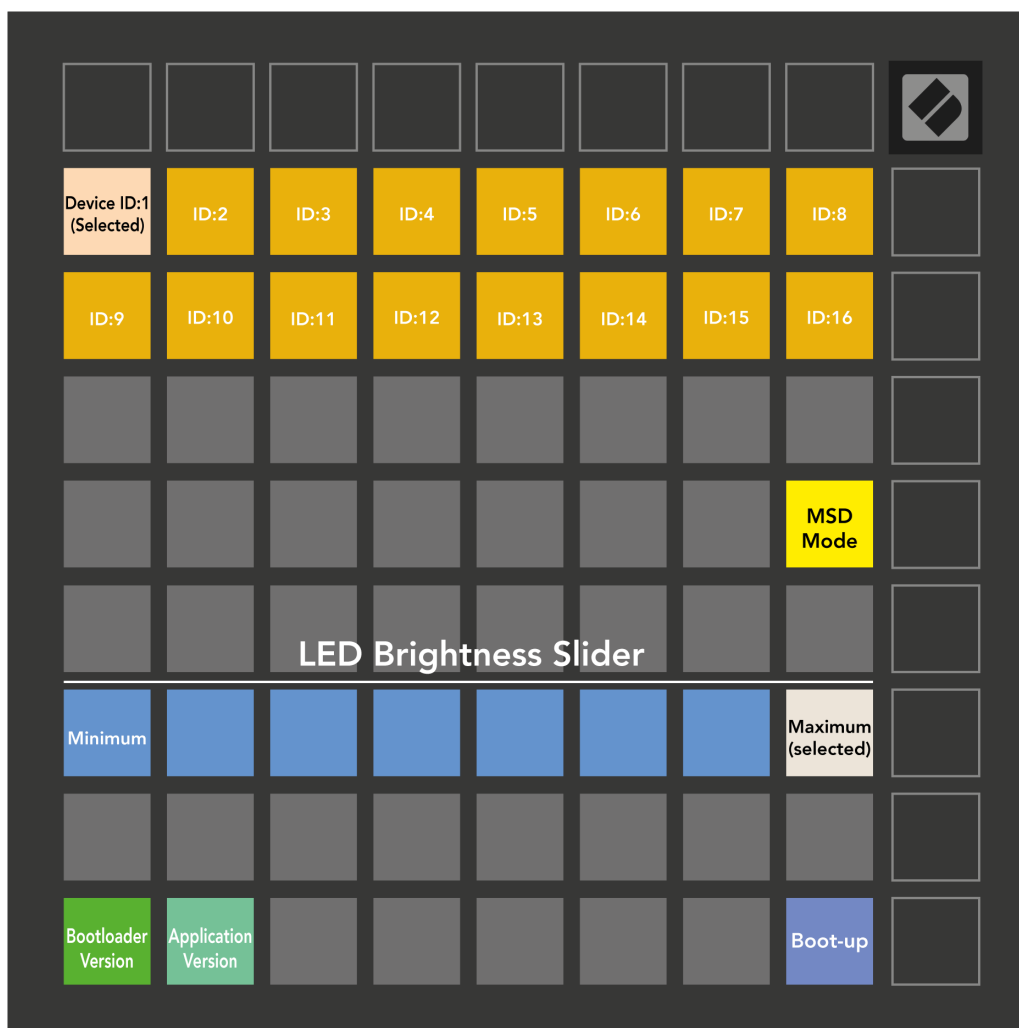 Device ID:1
(Selected)
ID:2
ID:3
ID:4
ID:5
ID:6
ID:7
ID:8
ID:9
ID:10
ID:11
ID:12
ID:13
ID:14
ID:15
ID:16
MSD
Mode
LED Brightness Slider
Minimum
Maximum
(selected)
Bootloader
Version
Application
Version
Boot-up